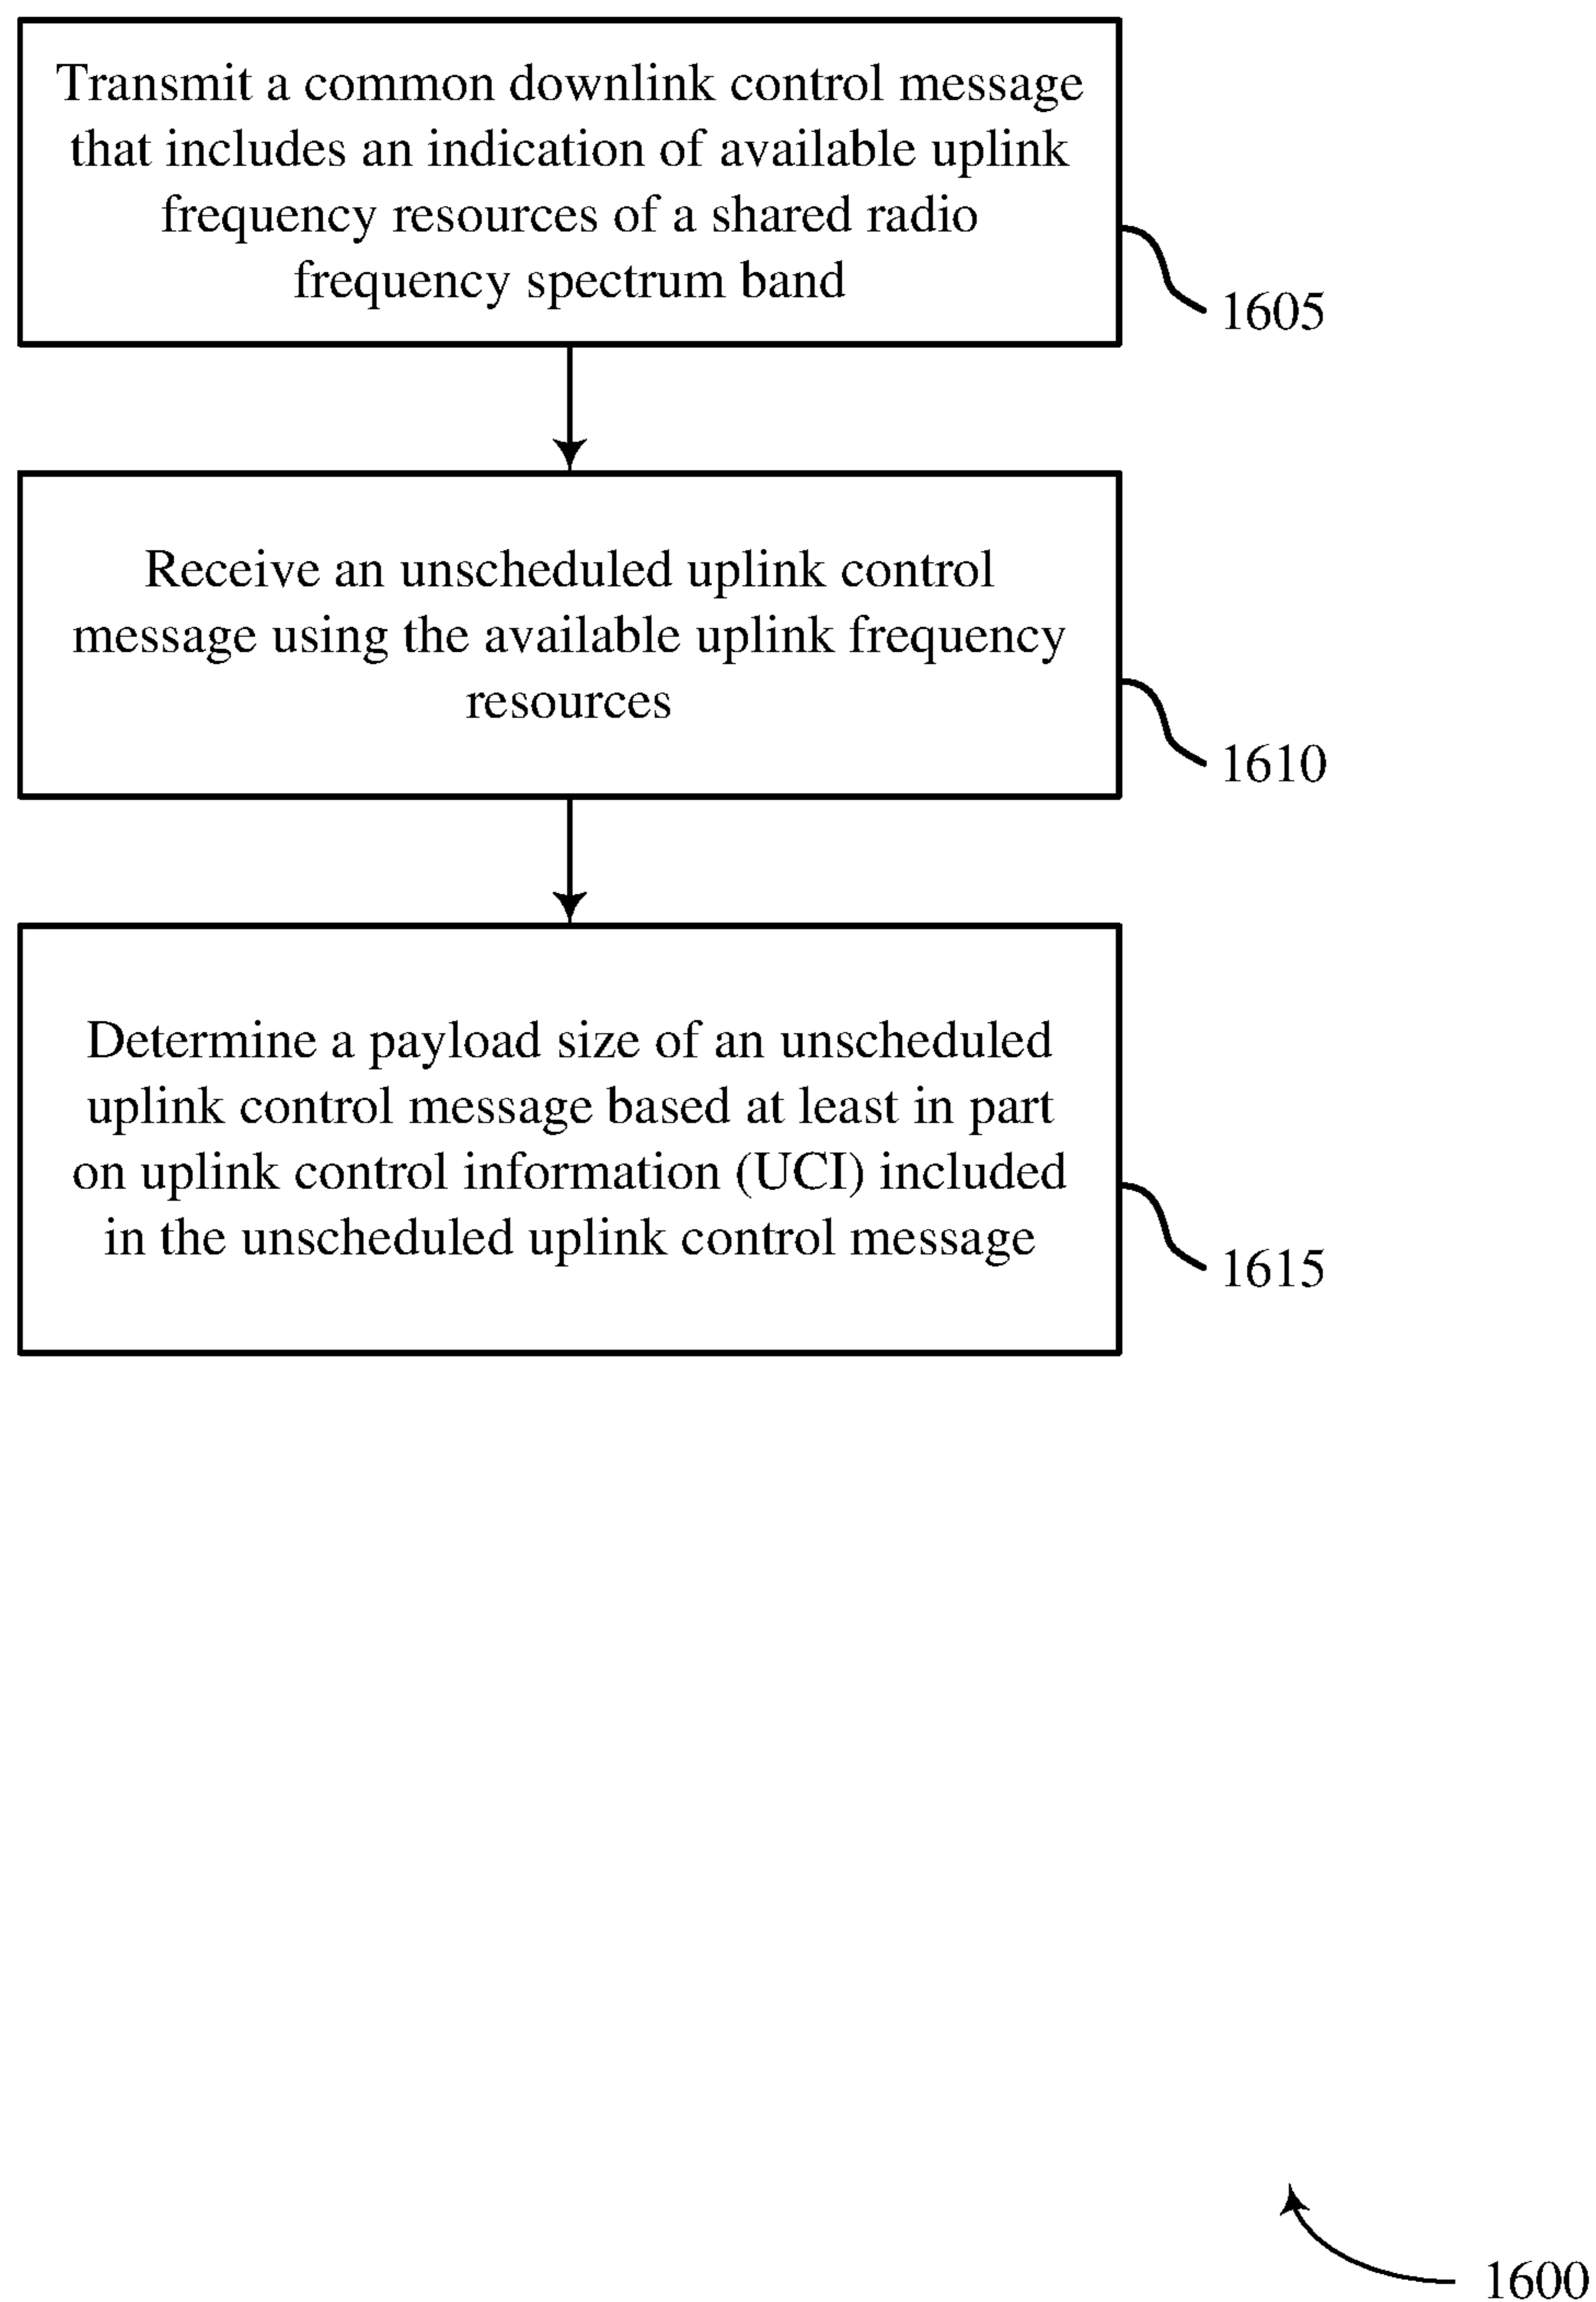 Transmit a common downlink control message
that includes an indication of available uplink
frequency resources of a shared radio
frequency spectrum band
1605
Receive an unscheduled uplink control
message using the available uplink frequency
resources
1610
Determine a payload size of an unscheduled
uplink control message based at least in part
on uplink control information (UCI) included
in the unscheduled uplink control message
1615
1600